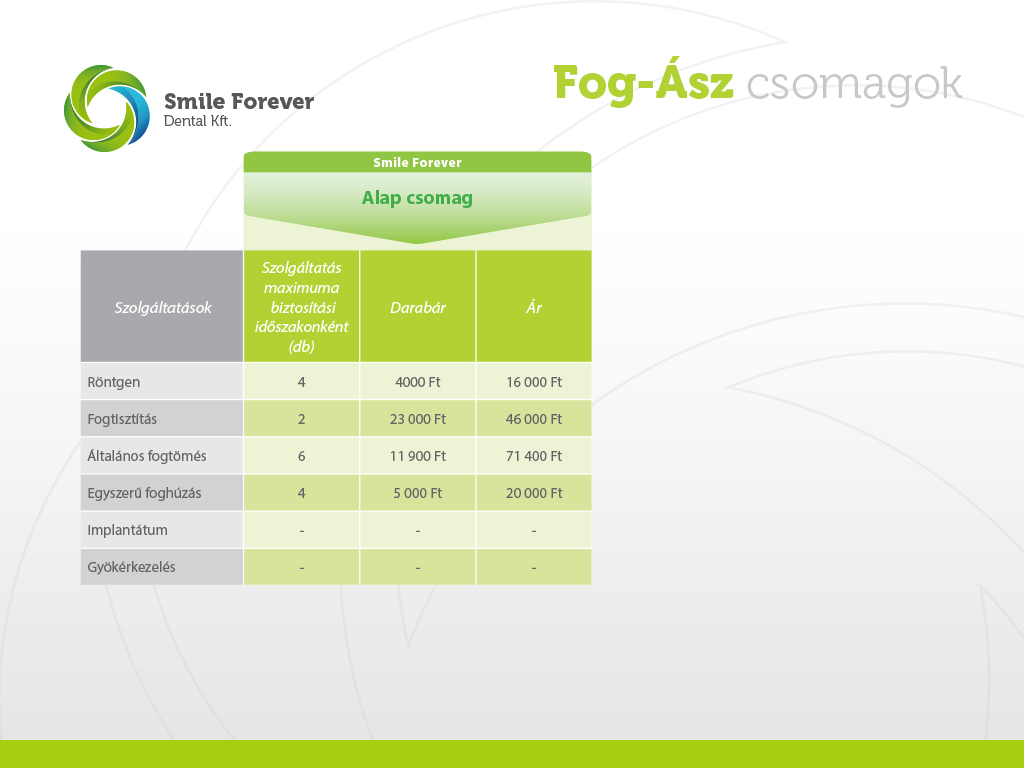 Fog-Ász csomagok
Smile Forever
Dental Kft.
Smile Forever
Alap csomag
Szolgáltatások
Szolgáltatás
maximuma
biztosítási
időszakonként
(db)
Darabár
Ár
Röntgen 4 4000 Ft 16 000 Ft
Fogtisztítás 2 23 000 Ft 46 000 Ft
Általános fogtömés 6 11 900 Ft 71 400 Ft
Egyszerű foghúzás 4 5 000 Ft 20 000 Ft
Implantátum - - -
Gyökérkezelés - - -